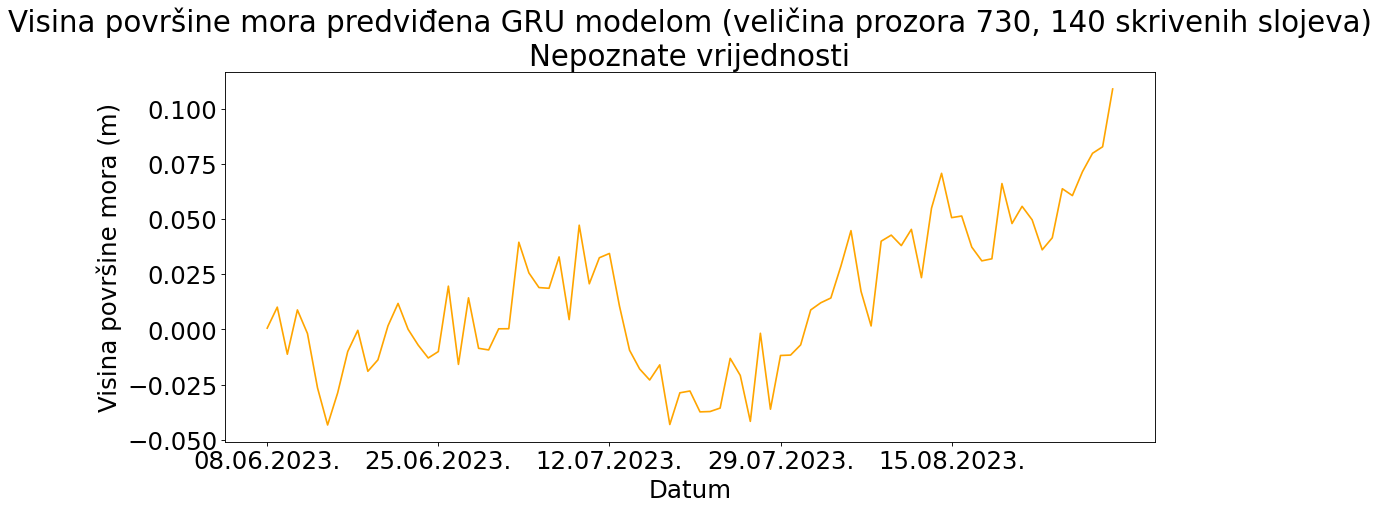 Visina površine mora predviđena GRU modelom (veličina prozora 730, 140 skrivenih slojeva)
Nepoznate vrijednosti
Visina površine mora (m)
0.100
0.075
0.050
0.025
0.000
−0.025
−0.050
08.06.2023. 25.06.2023. 12.07.2023. 29.07.2023. 15.08.2023.
Datum